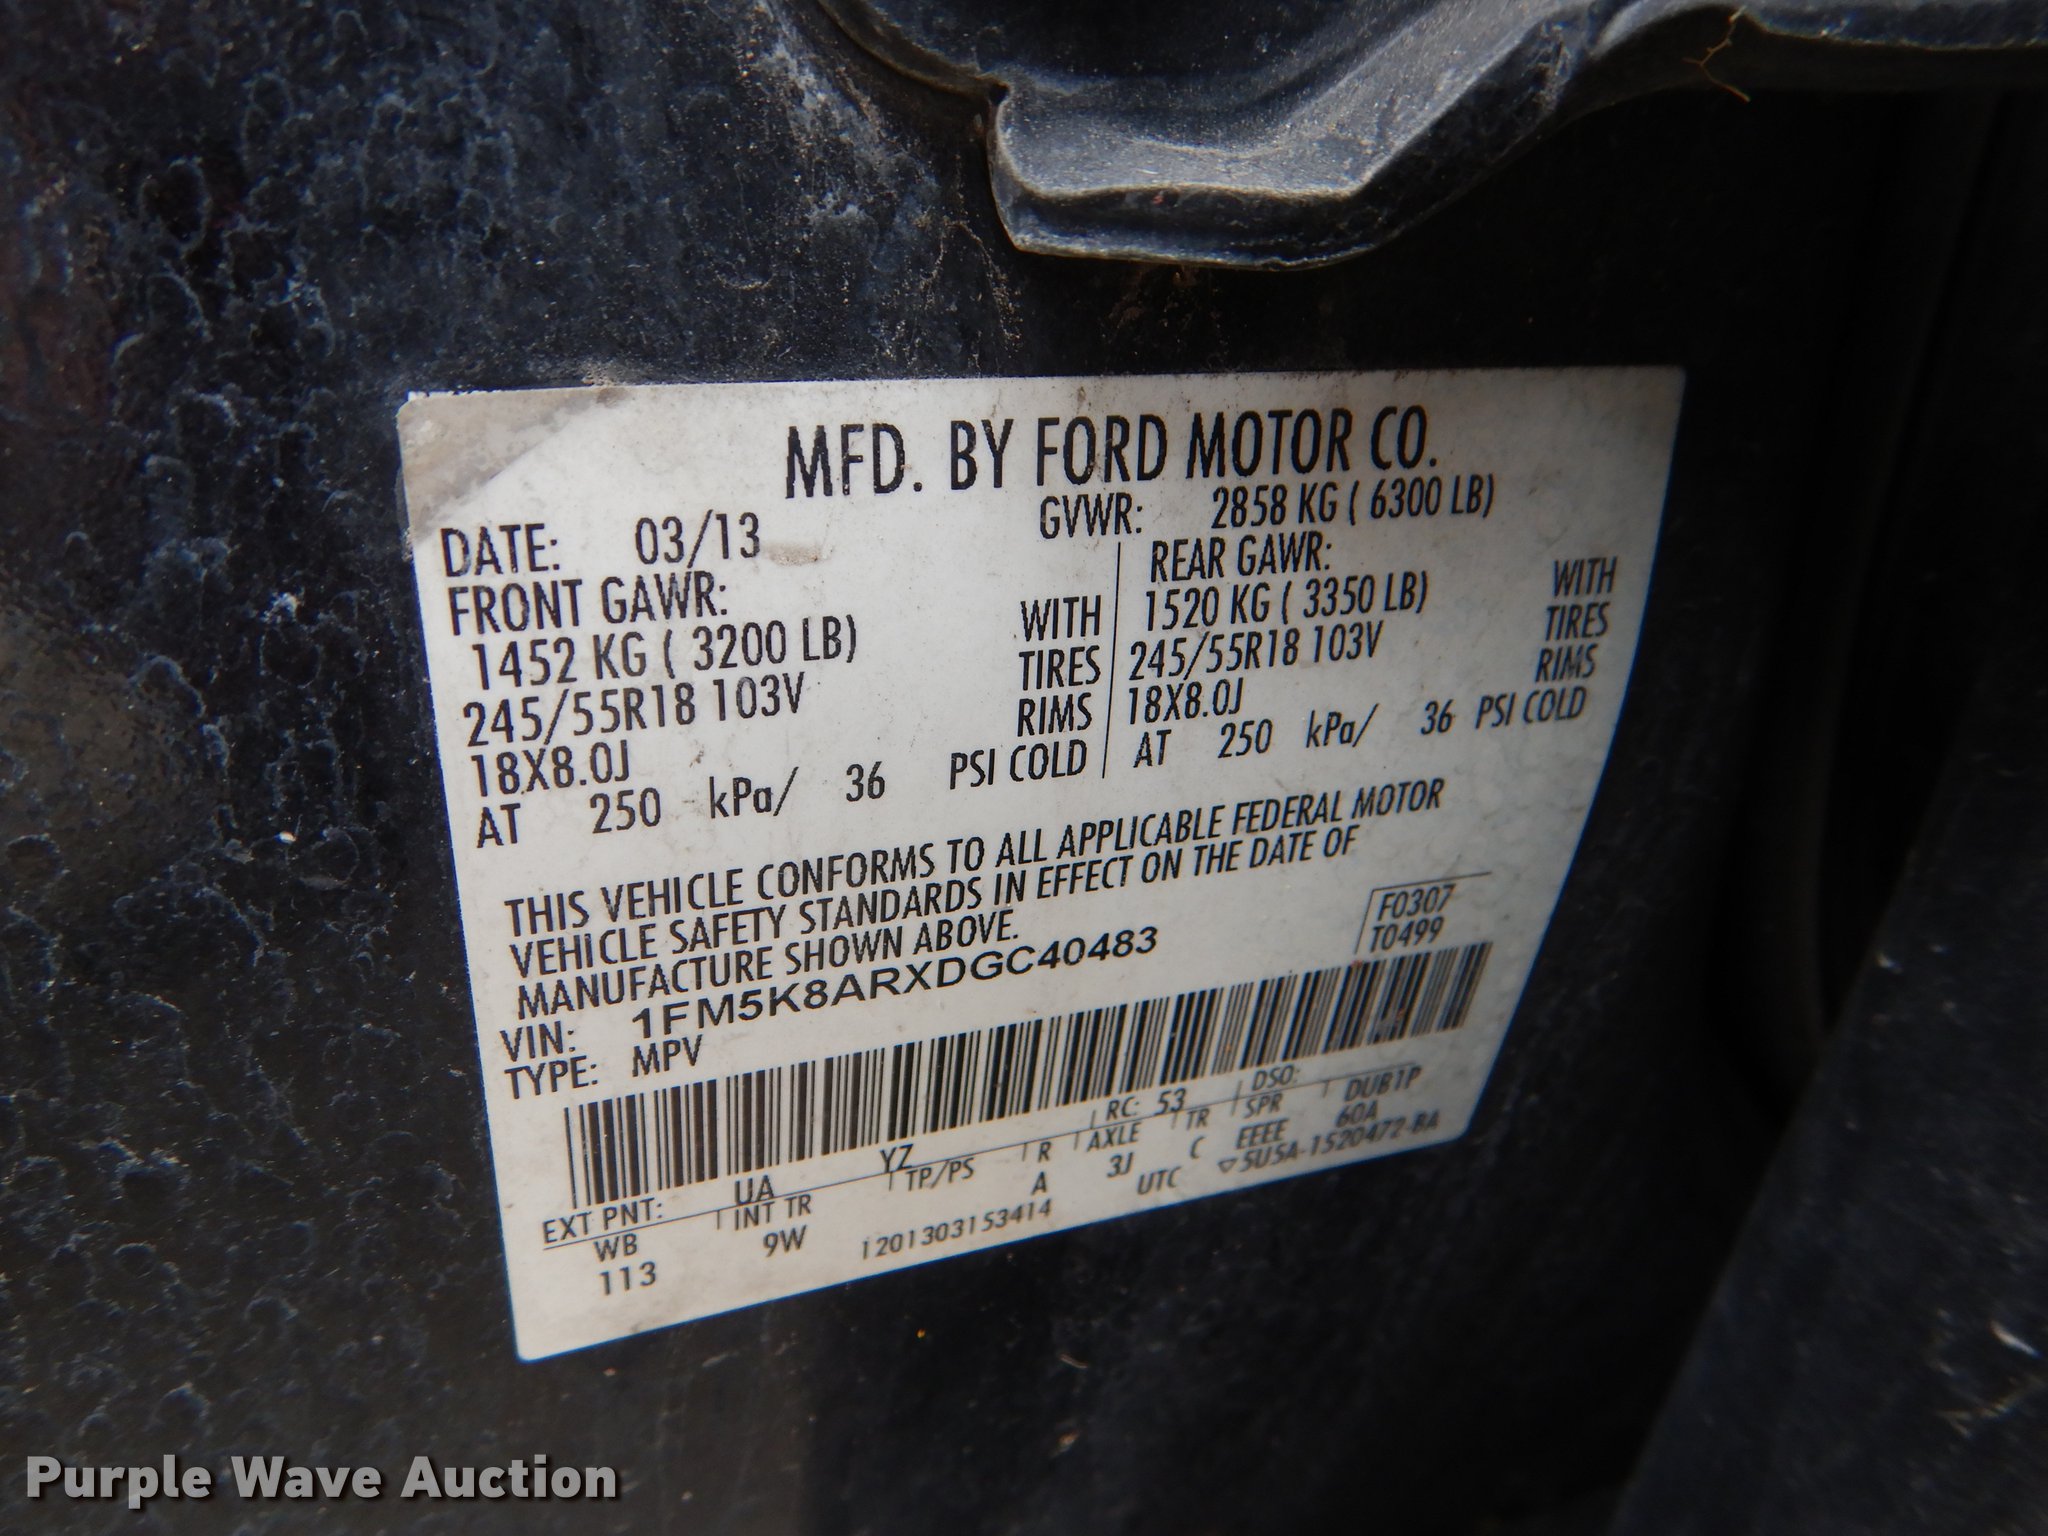 MFD. BY FORD MOTOR CO.
DATE: 03/13 GVWR: 2858 KG ( 6300 LB)
FRONT GAWR: REAR GAWR:
1452 KG ( 3200 LB) WITH 1520 KG ( 3350 LB) WITH
245/55R18 103V TIRES 245/55R18 103V TIRES
18X8.0J RIMS 18X8.0J RIMS
AT 250 kPa/ 36 PSI COLD AT 250 kPa/ 36 PSI COLD
THIS VEHICLE CONFORMS TO ALL APPLICABLE FEDERAL MOTOR
VEHICLE SAFETY STANDARDS IN EFFECT ON THE DATE OF
MANUFACTURE SHOWN ABOVE.
F0307
T0499
VIN: 1FM5K8ARXDGC40483
TYPE: MPV
EXT PNT: UA YZ RC: 53 DSO:
WB INT TR TP/PS R AXLE TR SPR DUB1P
113 9W A 3J C EEEE 60A
1201303153414 UTC ▽5U5A-1520472-BA
Purple Wave Auction